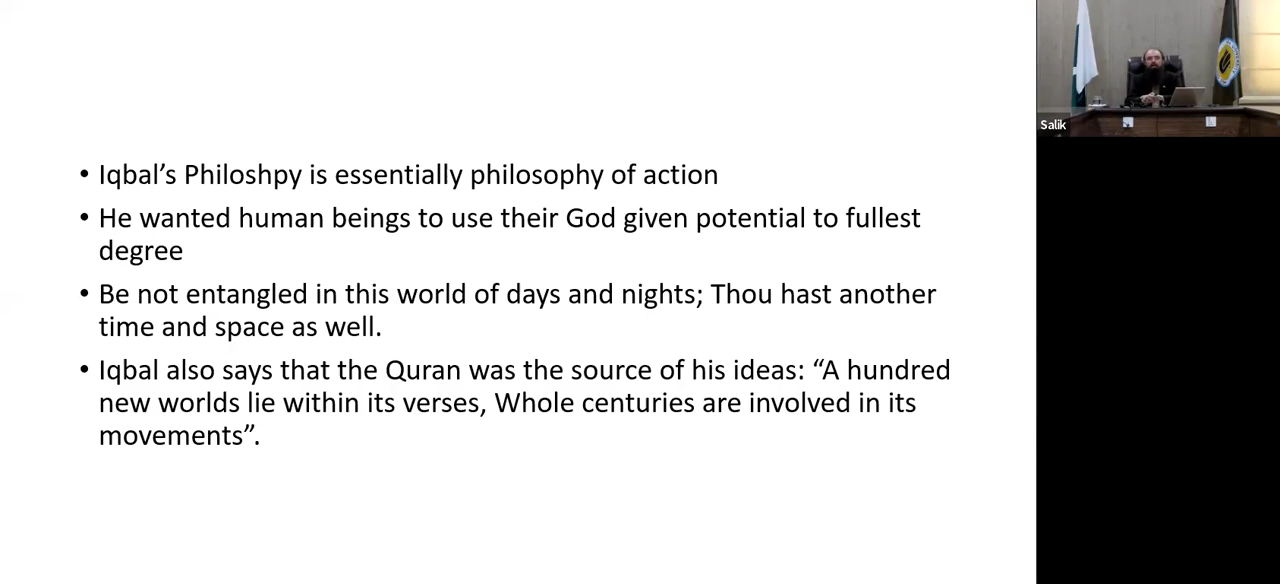 • Iqbal’s Philoshpy is essentially philosophy of action
• He wanted human beings to use their God given potential to fullest
degree
• Be not entangled in this world of days and nights; Thou hast another
time and space as well.
• Iqbal also says that the Quran was the source of his ideas: “A hundred
new worlds lie within its verses, Whole centuries are involved in its
movements”.
Salik